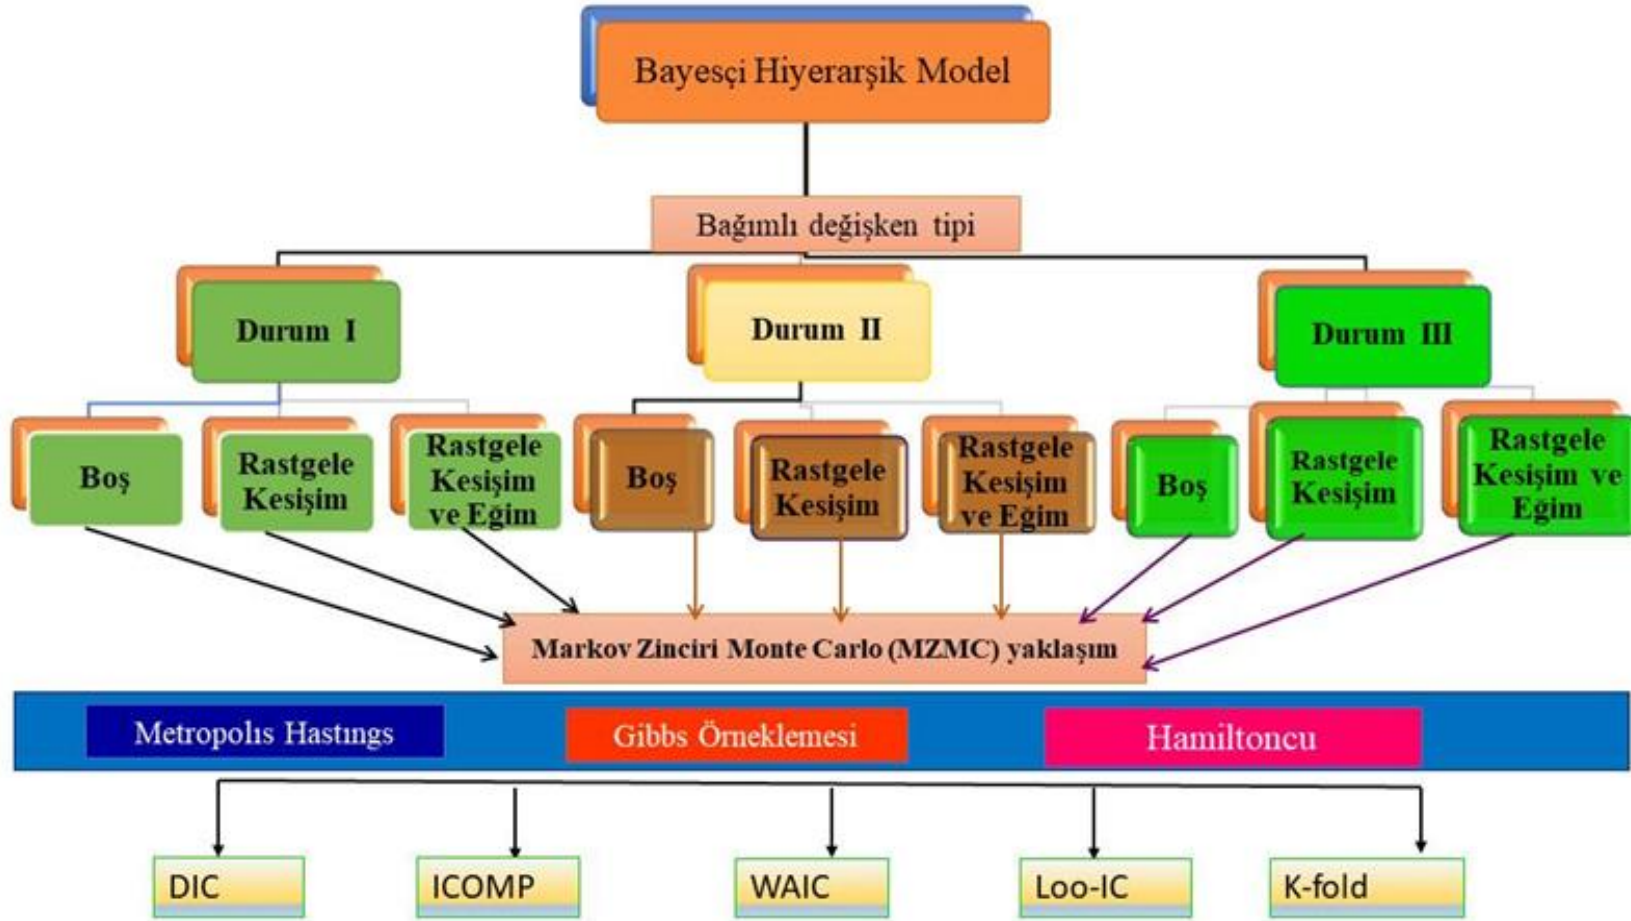 Bayesçi Hiyerarşik Model
Bağımlı değişken tipi
Durum I
Durum II
Durum III
Boş
Rastgele
Kesişim
Rastgele
Kesişim
ve Eğim
Boş
Rastgele
Kesişim
Rastgele
Kesişim
ve Eğim
Boş
Rastgele
Kesişim
Rastgele
Kesişim ve
Eğim
Markov Zinciri Monte Carlo (MZMC) yaklaşım
Metropolıs Hastıngs
Gibbs Örneklemesi
Hamiltoncu
DIC
ICOMP
WAIC
Loo-IC
K-fold